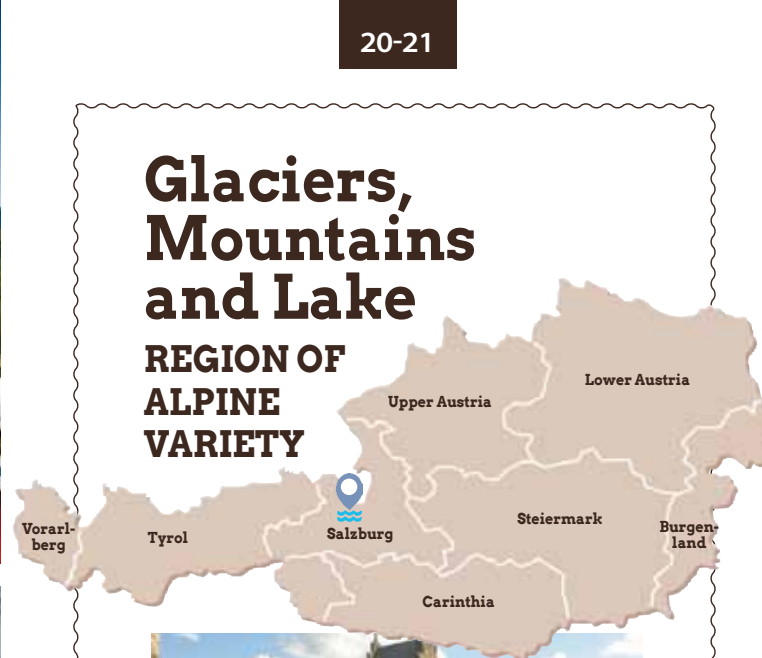 20-21
Glaciers,
Mountains
and Lake
REGION OF
ALPINE
VARIETY
Upper Austria
Lower Austria
Vorarl-
berg
Tyrol
Salzburg
Steiermark
Burgen-
land
Carinthia